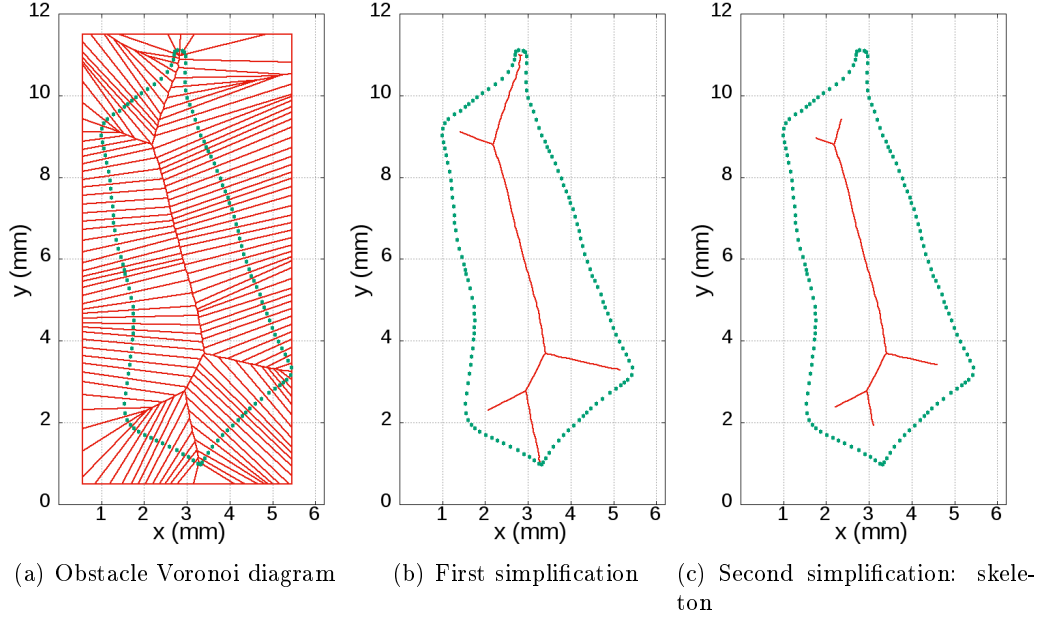 12
10
8
6
4
2
0
y (mm)
1 2 3 4 5 6
x (mm)
(a) Obstacle Voronoi diagram
12
10
8
6
4
2
0
y (mm)
1 2 3 4 5 6
x (mm)
(b) First simplification
12
10
8
6
4
2
0
y (mm)
1 2 3 4 5 6
x (mm)
(c) Second simplification: skele-
ton